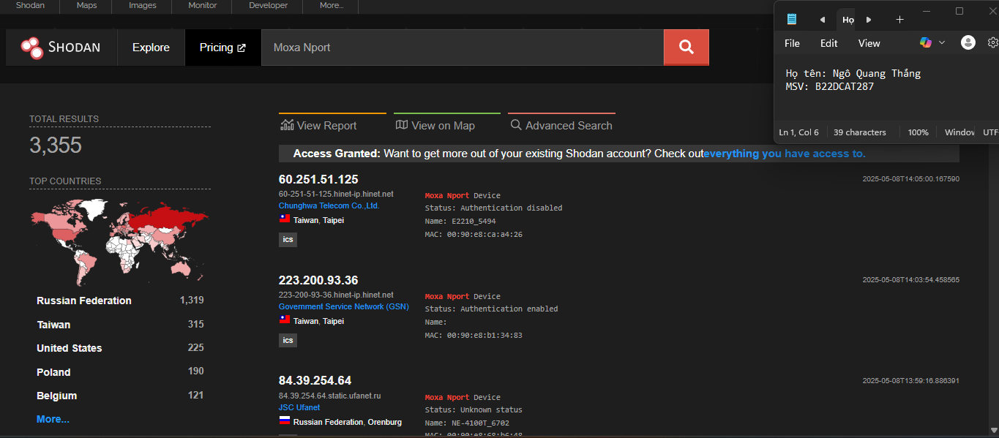 Shodan
Maps
Images
Monitor
Developer
More...
SHODAN
Explore
Pricing
Moxa Nport
Họ
File
Edit
View
Họ tên: Ngô Quang Thắng
MSV: B22DCAT287
Ln 1, Col 6
39 characters
100%
Window
UTF
TOTAL RESULTS
3,355
TOP COUNTRIES
Russian Federation 1,319
Taiwan 315
United States 225
Poland 190
Belgium 121
More...
View Report
View on Map
Advanced Search
Access Granted: Want to get more out of your existing Shodan account? Check out everything you have access to.
60.251.51.125
2025-05-08T14:05:00.167590
60-251-51-125.hinet-ip.hinet.net
Chunghwa Telecom Co.,Ltd.
Taiwan, Taipei
ics
Moxa Nport Device
Status: Authentication disabled
Name: E2210_5494
MAC: 00:90:e8:ca:a4:26
223.200.93.36
2025-05-08T14:03:54.458565
223-200-93-36.hinet-ip.hinet.net
Government Service Network (GSN)
Taiwan, Taipei
ics
Moxa Nport Device
Status: Authentication enabled
Name:
MAC: 00:90:e8:b1:34:83
84.39.254.64
2025-05-08T13:59:16.886391
84.39.254.64.static.ufanet.ru
JSC Ufanet
Russian Federation, Orenburg
Moxa Nport Device
Status: Unknown status
Name: NE-4100T_6702
MAC: 00:90:e8:68:b6:48